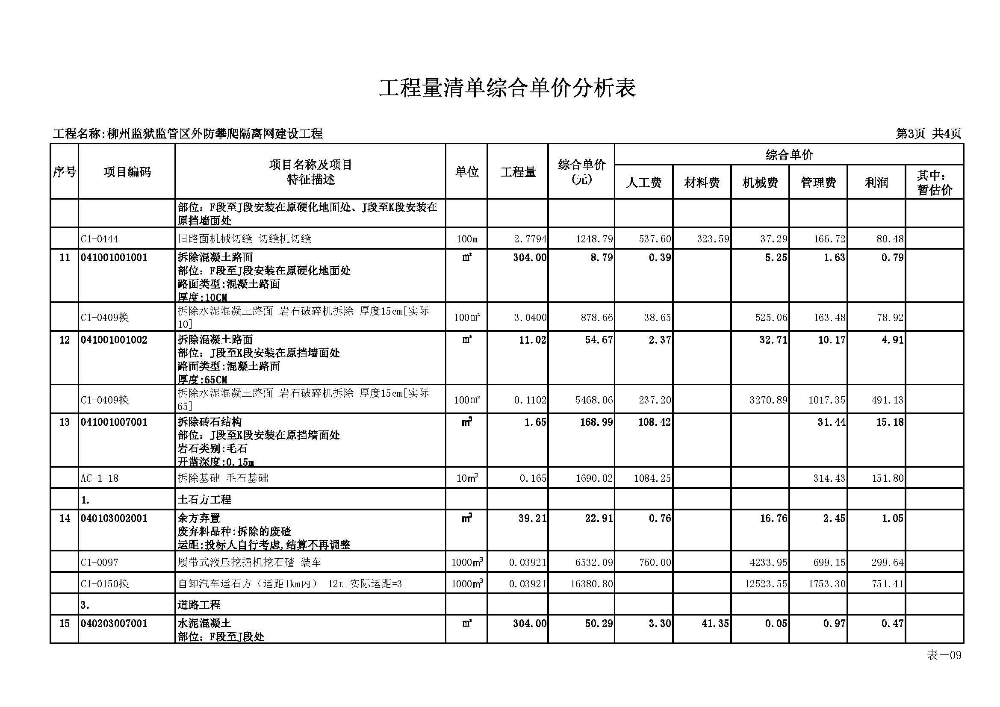 工程量清单综合单价分析表
工程名称:柳州监狱监管区外防攀爬隔离网建设工程 第3页 共4页
序号 项目编码 项目名称及项目 特征描述 单位 工程量 综合单价 (元) 综合单价
人工费 材料费 机械费 管理费 利润 其中: 暂估价
部位: F段至J段安装在原硬化地面处、J段至K段安装在
原挡墙面处
C1-0444 旧路面机械切缝 切缝机切缝 100m 2.7794 1248.79 537.60 323.59 37.29 166.72 80.48
11 041001001001 拆除混凝土路面 m² 304.00 8.79 0.39 5.25 1.63 0.79
部位: F段至J段安装在原硬化地面处
路面类型:混凝土路面
厚度:10CM
C1-0409换 拆除水泥混凝土路面 岩石破碎机拆除 厚度15cm[实际 100m² 3.0400 878.66 38.65 525.06 163.48 78.92
10]
12 041001001002 拆除混凝土路面 m² 11.02 54.67 2.37 32.71 10.17 4.91
部位: J段至K段安装在原挡墙面处
路面类型:混凝土路面
厚度:65CM
C1-0409换 拆除水泥混凝土路面 岩石破碎机拆除 厚度15cm[实际 100m² 0.1102 5468.06 237.20 3270.89 1017.35 491.13
65]
13 041001007001 拆除砖石结构 m³ 1.65 168.99 108.42 31.44 15.18
部位: J段至K段安装在原挡墙面处
岩石类别:毛石
开凿深度:0.15m
AC-1-18 拆除基础 毛石基础 10m³ 0.165 1690.02 1084.25 314.43 151.80
1. 土石方工程
14 040103002001 余方弃置 m³ 39.21 22.91 0.76 16.76 2.45 1.05
废弃料品种:拆除的废碴
运距:投标人自行考虑,结算不再调整
C1-0097 履带式液压挖掘机挖石碴 装车 1000m³ 0.03921 6532.09 760.00 4233.95 699.15 299.64
C1-0150换 自卸汽车运石方（运距1km内） 12t[实际运距=3] 1000m³ 0.03921 16380.80 12523.55 1753.30 751.41
3. 道路工程
15 040203007001 水泥混凝土 m² 304.00 50.29 3.30 41.35 0.05 0.97 0.47
部位: F段至J段处
表－09